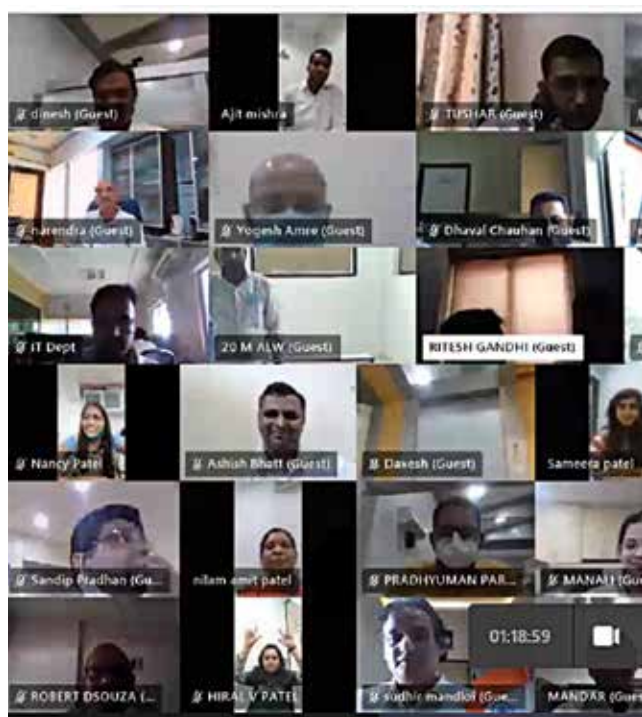 dinesh (Guest)
Ajit mishra
TUSHAR (Guest)
narendra (Guest)
Yogesh Amre (Guest)
Dhaval Chauhan (Guest)
IT Dept
20 M ALW (Guest)
RITESH GANDHI (Guest)
Nancy Patel
Ashish Bhatt (Guest)
Daxesh (Guest)
Sameera patel
Sandip Pradhan (Gu...
nilam amit patel
PRADHYUMAN PAR...
MANALI (Gu
01:18:59
ROBERT DSOUZA (...
HIRAL V PATEL
sudhir mandloi (Gue...
MANDAR (Guest